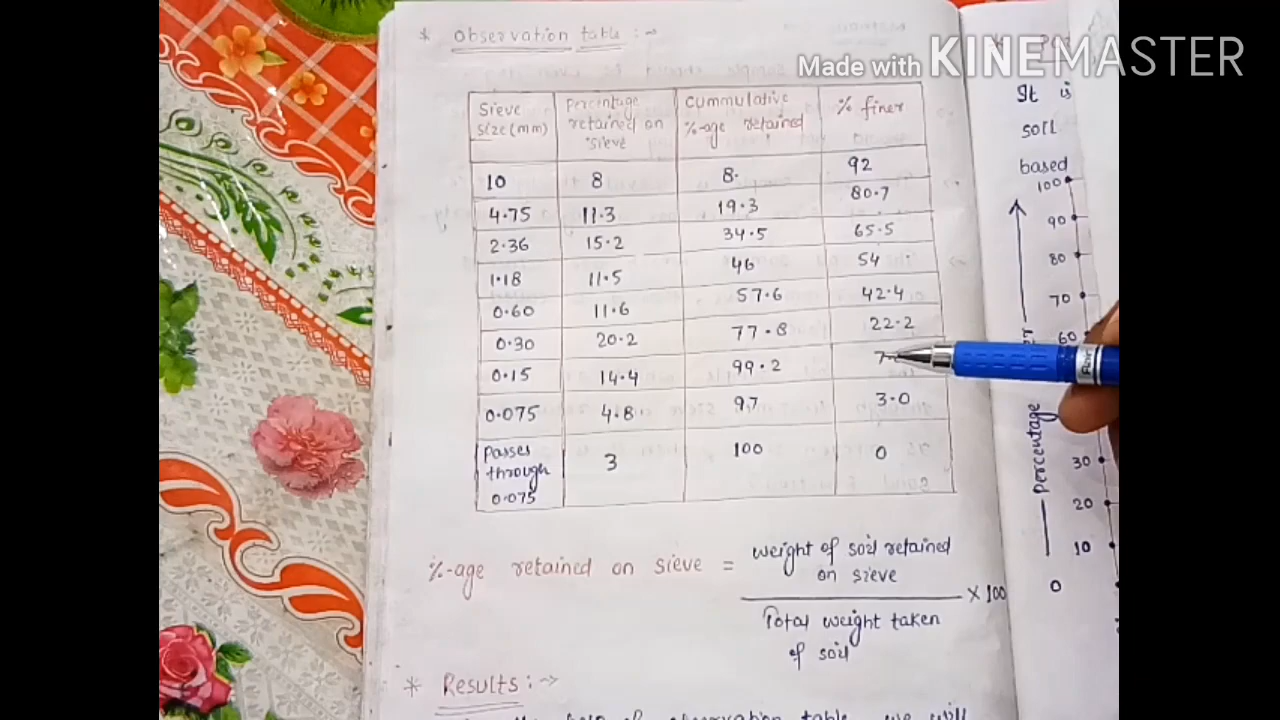 * Observation table :~>
Made with KINEMASTER
Sieve size (mm) Percentage retained on sieve Cummulative %-age retained % finer
10 8 8. 92
4.75 11.3 19.3 80.7
2.36 15.2 34.5 65.5
1.18 11.5 46 54
0.60 11.6 57.6 42.4
0.30 20.2 77.8 22.2
0.15 14.4 99.2
0.075 4.8 97 3.0
Passes through 0.075 3 100 0
%-age retained on sieve = weight of soil retained on sieve / Total weight taken of soil × 100
* Results :~>
of observation table, we will
It is
soil
based
100
90
80
70
60
30
20
10
0
Percentage